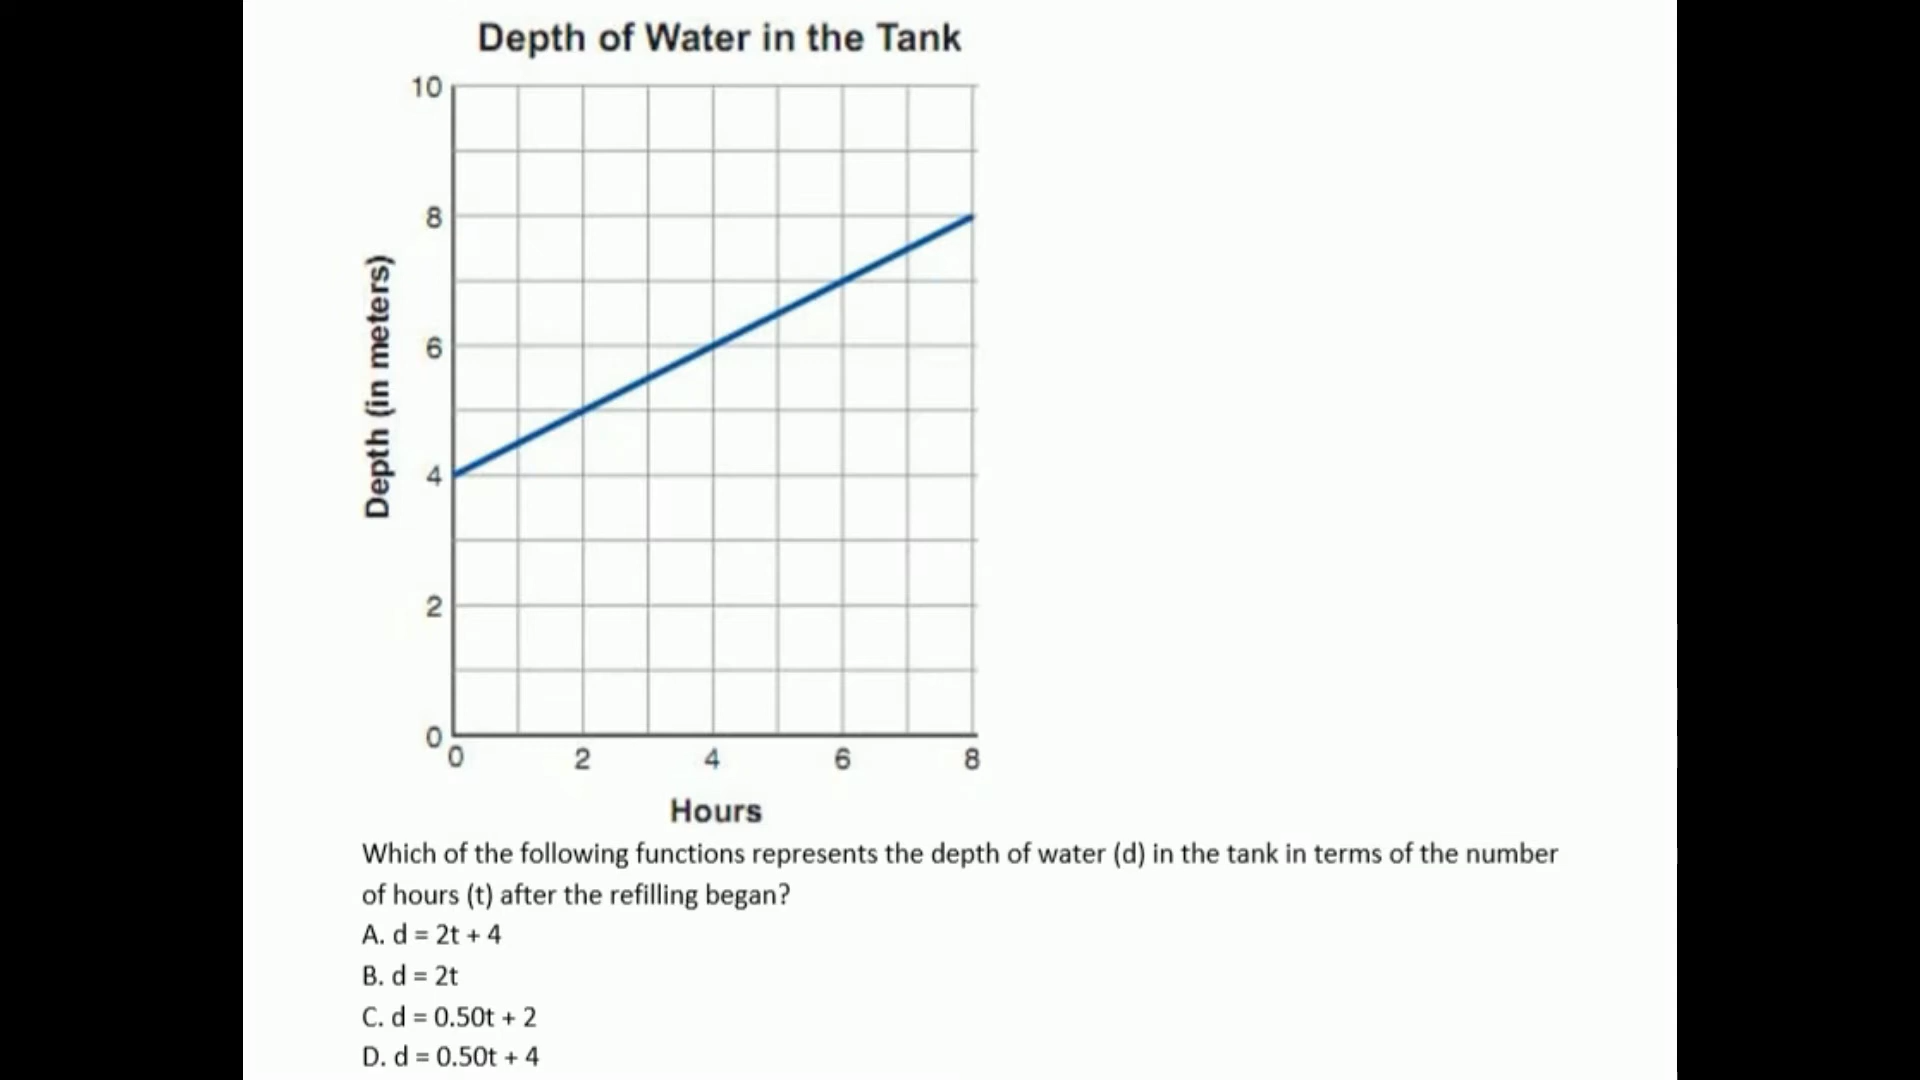 Depth of Water in the Tank
10
8
6
4
2
0
Depth (in meters)
0 2 4 6 8
Hours
Which of the following functions represents the depth of water (d) in the tank in terms of the number
of hours (t) after the refilling began?
A. d = 2t + 4
B. d = 2t
C. d = 0.50t + 2
D. d = 0.50t + 4